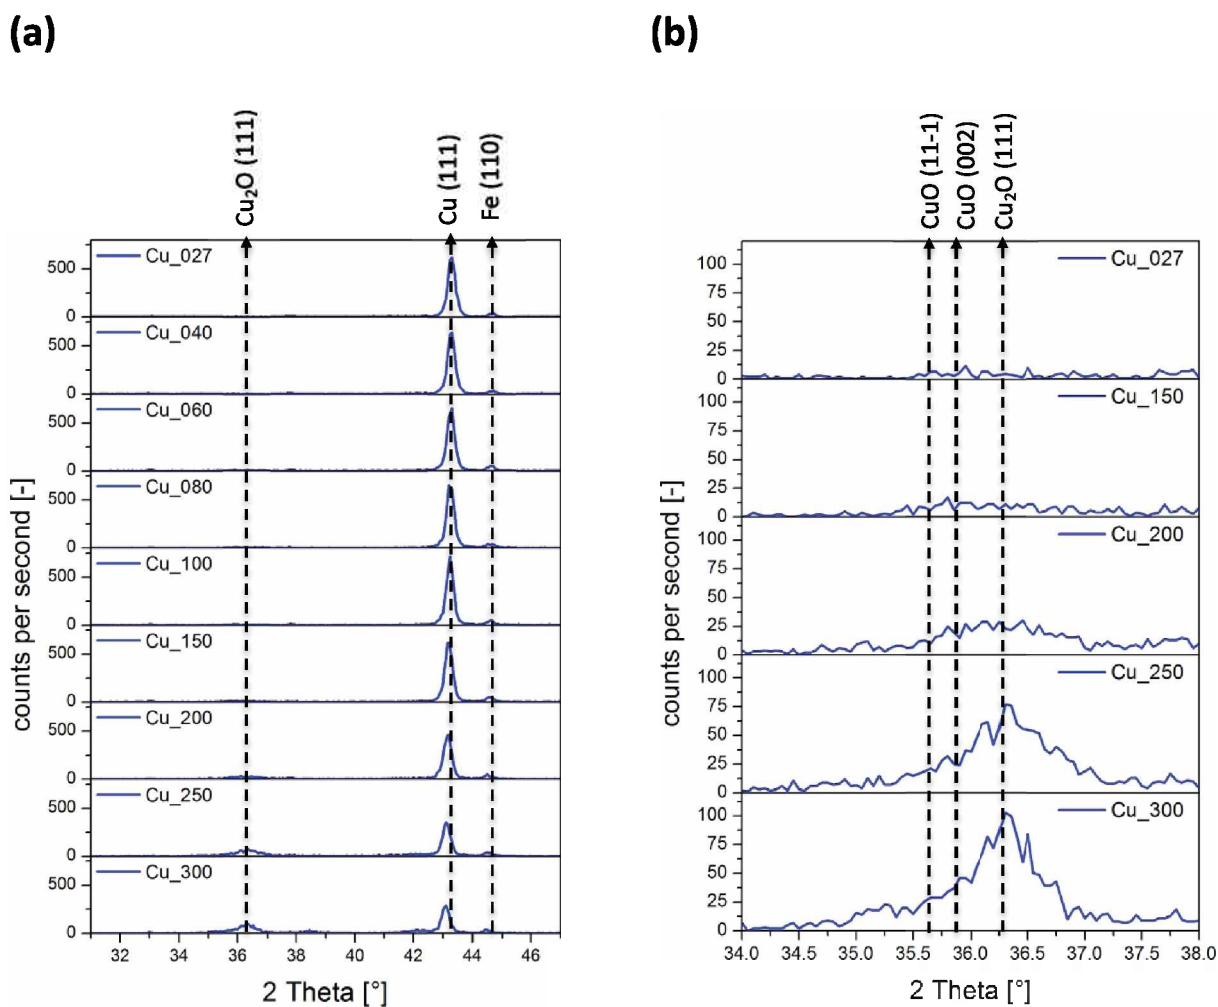 (a)
(b)
Cu₂O (111)
Cu (111)
Fe (110)
counts per second [-]
500
0
Cu_027
500
0
Cu_040
500
0
Cu_060
500
0
Cu_080
500
0
Cu_100
500
0
Cu_150
500
0
Cu_200
500
0
Cu_250
500
0
Cu_300
32 34 36 38 40 42 44 46
2 Theta [°]
CuO (11-1)
CuO (002)
Cu₂O (111)
counts per second [-]
100
75
50
25
0
Cu_027
100
75
50
25
0
Cu_150
100
75
50
25
0
Cu_200
100
75
50
25
0
Cu_250
100
75
50
25
0
Cu_300
34.0 34.5 35.0 35.5 36.0 36.5 37.0 37.5 38.0
2 Theta [°]